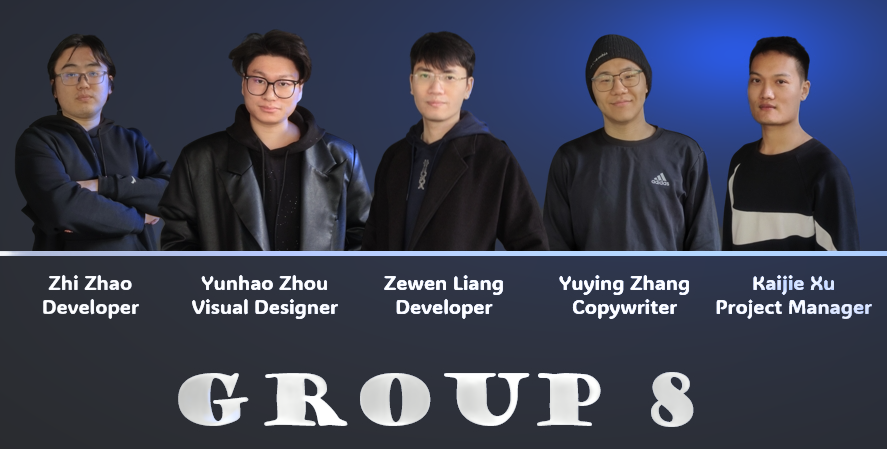 adidas
Zhi Zhao
Developer
Yunhao Zhou
Visual Designer
Zewen Liang
Developer
Yuying Zhang
Copywriter
Kaijie Xu
Project Manager
GROUP 8